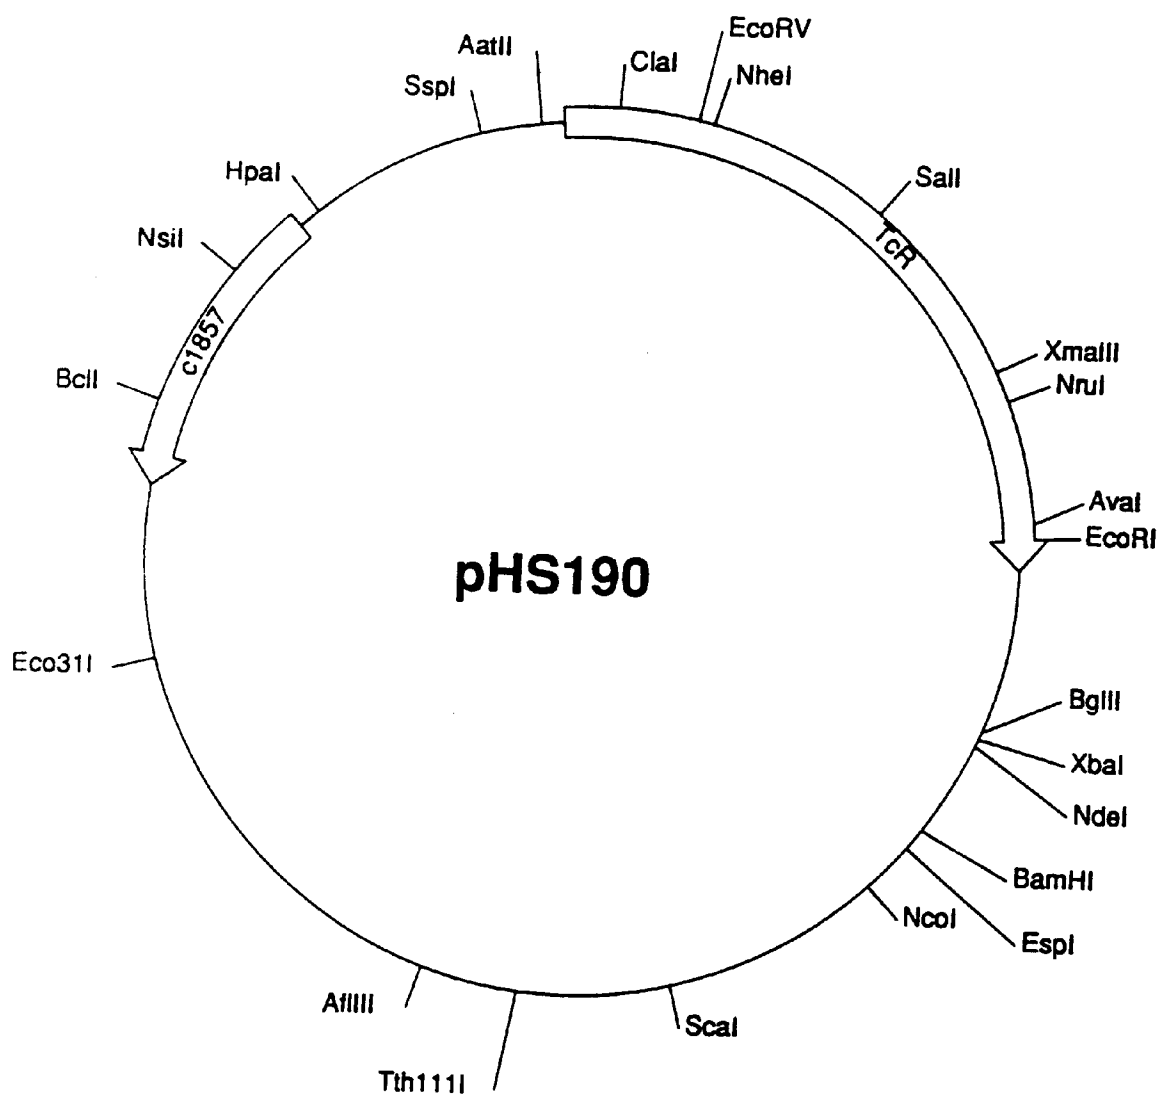 EcoRV
AatII
ClaI
NheI
SspI
HpaI
SalI
NsiI
TcR
c1857
XmaIII
NruI
BclI
AvaI
EcoRI
pHS190
Eco31I
BglII
XbaI
NdeI
BamHI
NcoI
EspI
AflIII
ScaI
Tth111I